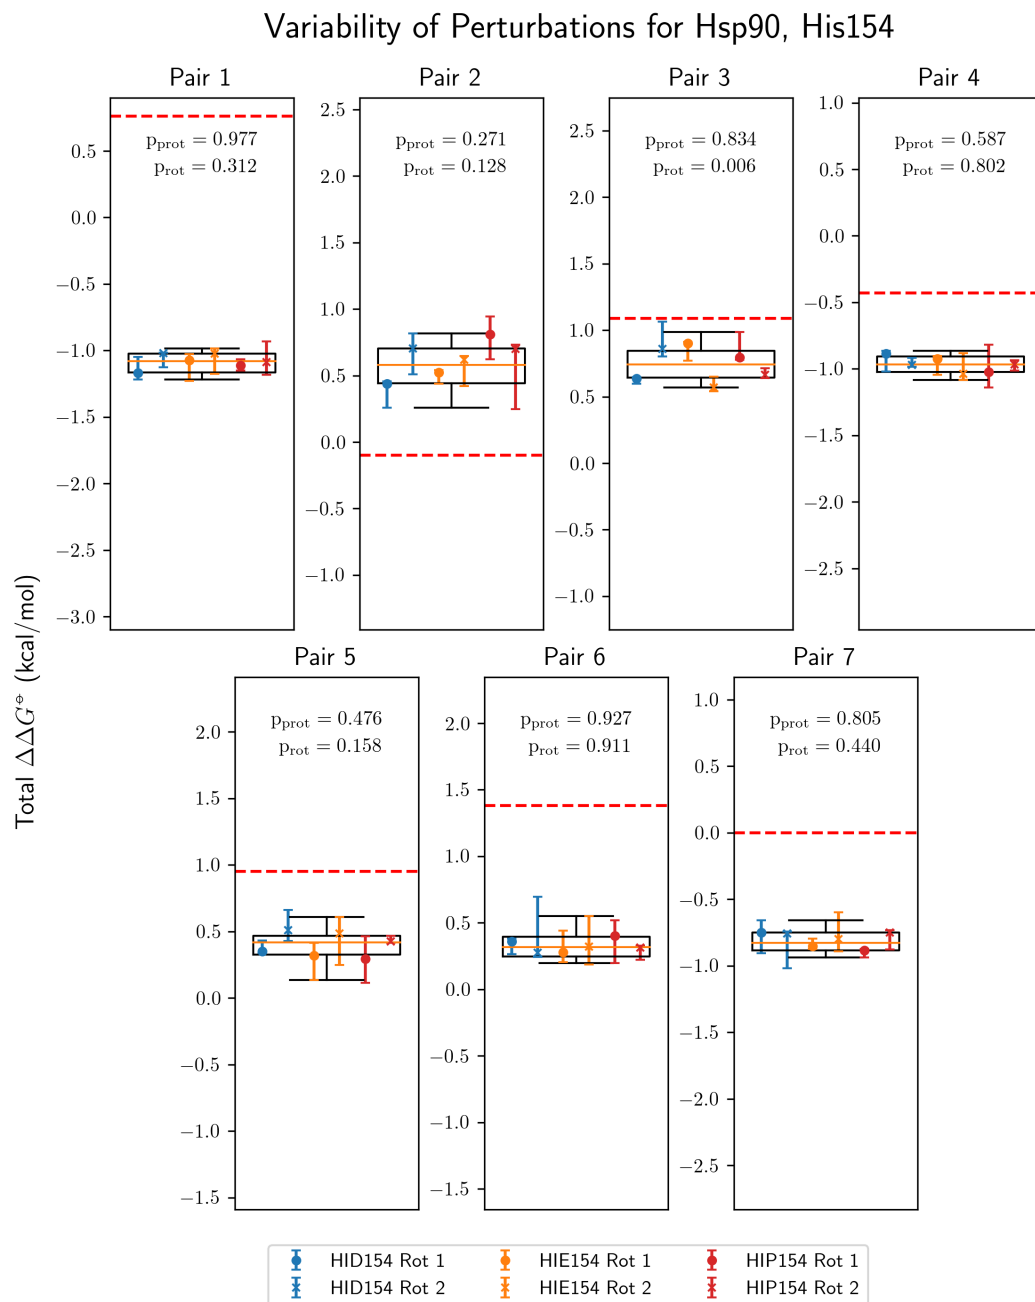 Variability of Perturbations for Hsp90, His154
Pair 1
Pair 2
Pair 3
Pair 4
p_prot = 0.977
p_rot = 0.312
0.5
0.0
−0.5
−1.0
−1.5
−2.0
−2.5
−3.0
p_prot = 0.271
p_rot = 0.128
2.5
2.0
1.5
1.0
0.5
0.0
−0.5
−1.0
p_prot = 0.834
p_rot = 0.006
2.5
2.0
1.5
1.0
0.5
0.0
−0.5
−1.0
p_prot = 0.587
p_rot = 0.802
1.0
0.5
0.0
−0.5
−1.0
−1.5
−2.0
−2.5
Total ΔΔG⦵ (kcal/mol)
Pair 5
Pair 6
Pair 7
p_prot = 0.476
p_rot = 0.158
2.0
1.5
1.0
0.5
0.0
−0.5
−1.0
−1.5
p_prot = 0.927
p_rot = 0.911
2.0
1.5
1.0
0.5
0.0
−0.5
−1.0
−1.5
p_prot = 0.805
p_rot = 0.440
1.0
0.5
0.0
−0.5
−1.0
−1.5
−2.0
−2.5
HID154 Rot 1
HIE154 Rot 1
HIP154 Rot 1
HID154 Rot 2
HIE154 Rot 2
HIP154 Rot 2